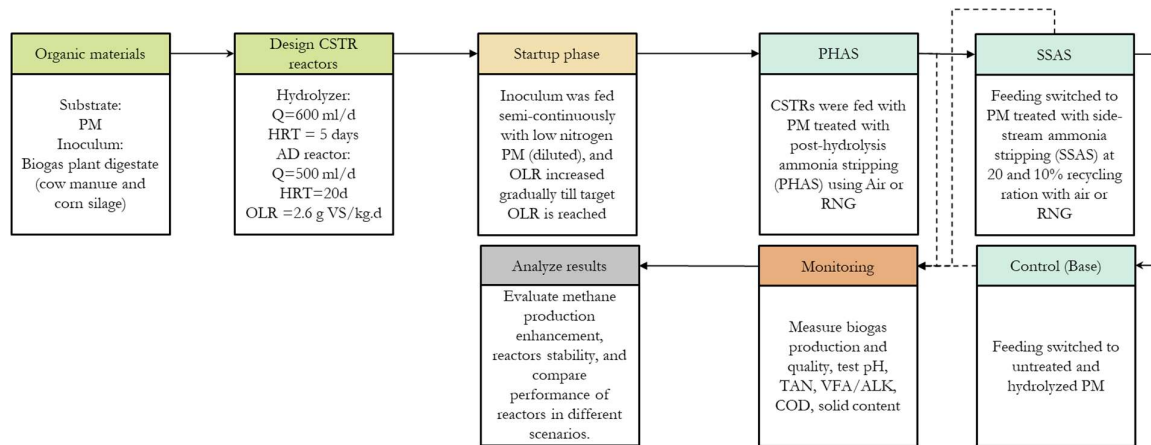 Organic materials
Substrate:
PM
Inoculum:
Biogas plant digestate
(cow manure and
corn silage)
Design CSTR
reactors
Hydrolyzer:
Q=600 ml/d
HRT = 5 days
AD reactor:
Q=500 ml/d
HRT=20d
OLR =2.6 g VS/kg.d
Startup phase
Inoculum was fed
semi-continuously
with low nitrogen
PM (diluted), and
OLR increased
gradually till target
OLR is reached
PHAS
CSTRs were fed with
PM treated with
post-hydrolysis
ammonia stripping
(PHAS) using Air or
RNG
SSAS
Feeding switched to
PM treated with side-
stream ammonia
stripping (SSAS) at
20 and 10% recycling
ration with air or
RNG
Control (Base)
Feeding switched to
untreated and
hydrolyzed PM
Monitoring
Measure biogas
production and
quality, test pH,
TAN, VFA/ALK,
COD, solid content
Analyze results
Evaluate methane
production
enhancement,
reactors stability, and
compare
performance of
reactors in different
scenarios.